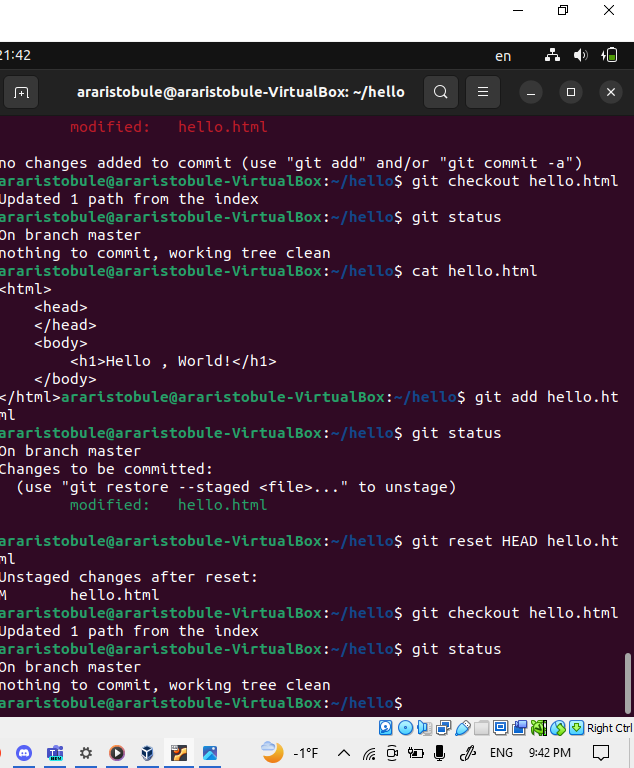 21:42
en
araristobule@araristobule-VirtualBox: ~/hello
modified:   hello.html
no changes added to commit (use "git add" and/or "git commit -a")
araristobule@araristobule-VirtualBox:~/hello$ git checkout hello.html
Updated 1 path from the index
araristobule@araristobule-VirtualBox:~/hello$ git status
On branch master
nothing to commit, working tree clean
araristobule@araristobule-VirtualBox:~/hello$ cat hello.html
<html>
    <head>
    </head>
    <body>
        <h1>Hello , World!</h1>
    </body>
</html>araristobule@araristobule-VirtualBox:~/hello$ git add hello.ht
ml
araristobule@araristobule-VirtualBox:~/hello$ git status
On branch master
Changes to be committed:
  (use "git restore --staged <file>..." to unstage)
        modified:   hello.html
araristobule@araristobule-VirtualBox:~/hello$ git reset HEAD hello.ht
ml
Unstaged changes after reset:
M       hello.html
araristobule@araristobule-VirtualBox:~/hello$ git checkout hello.html
Updated 1 path from the index
araristobule@araristobule-VirtualBox:~/hello$ git status
On branch master
nothing to commit, working tree clean
araristobule@araristobule-VirtualBox:~/hello$
Right Ctrl
-1°F
ENG
9:42 PM